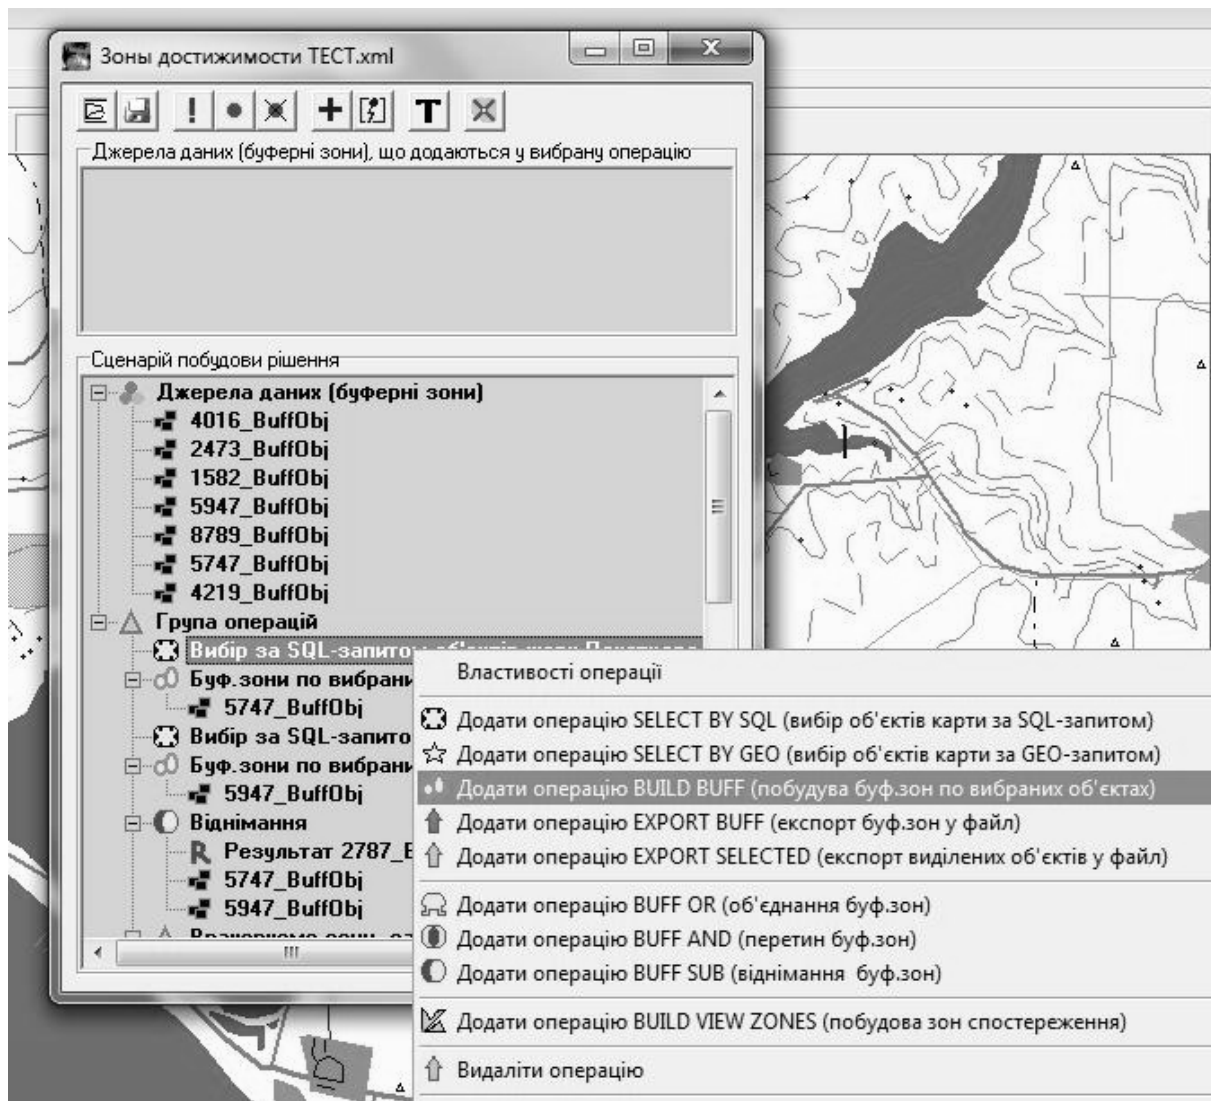 Зоны достижимости ТЕСТ.xml
Джерела даних (буферні зони), що додаються у вибрану операцію
Сценарій побудови рішення
Джерела даних (буферні зони)
4016_BuffObj
2473_BuffObj
1582_BuffObj
5947_BuffObj
8789_BuffObj
5747_BuffObj
4219_BuffObj
Група операцій
Вибір за SQL-запитом об'єктів
Буф.зони по вибрани
5747_BuffObj
Вибір за SQL-запито
Буф.зони по вибрани
5947_BuffObj
Віднімання
R Результат 2787_
5747_BuffObj
5947_BuffObj
Властивості операції
Додати операцію SELECT BY SQL (вибір об'єктів карти за SQL-запитом)
Додати операцію SELECT BY GEO (вибір об'єктів карти за GEO-запитом)
Додати операцію BUILD BUFF (побудува буф.зон по вибраних об'єктах)
Додати операцію EXPORT BUFF (експорт буф.зон у файл)
Додати операцію EXPORT SELECTED (експорт виділених об'єктів у файл)
Додати операцію BUFF OR (об'єднання буф.зон)
Додати операцію BUFF AND (перетин буф.зон)
Додати операцію BUFF SUB (віднімання буф.зон)
Додати операцію BUILD VIEW ZONES (побудова зон спостереження)
Видаліти операцію